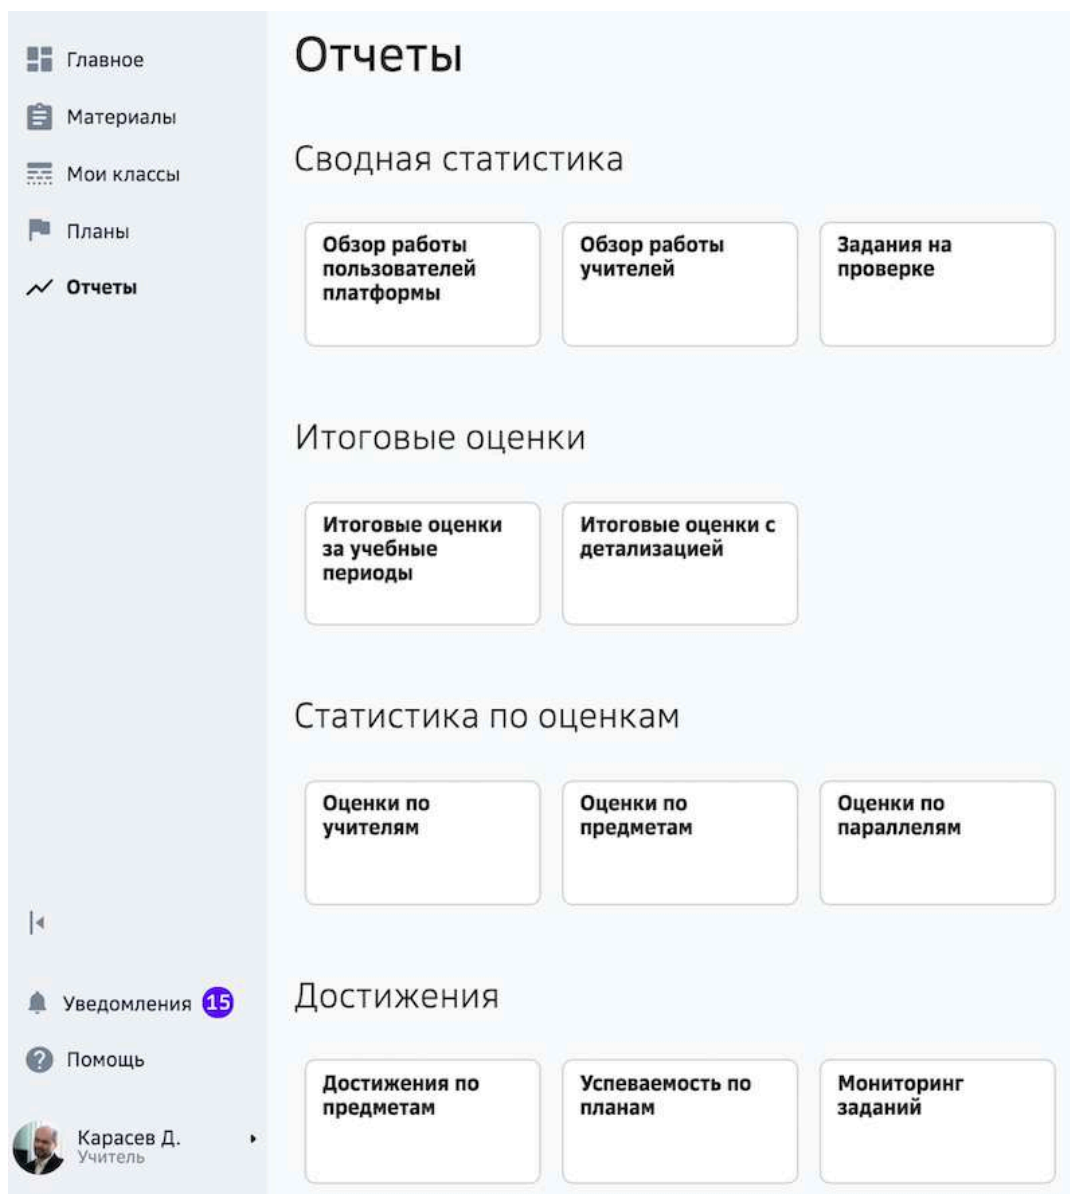 Главное
Материалы
Мои классы
Планы
Отчеты
Уведомления 15
Помощь
Карасев Д.
Учитель
Отчеты
Сводная статистика
Обзор работы
пользователей
платформы
Обзор работы
учителей
Задания на
проверке
Итоговые оценки
Итоговые оценки
за учебные
периоды
Итоговые оценки с
детализацией
Статистика по оценкам
Оценки по
учителям
Оценки по
предметам
Оценки по
параллелям
Достижения
Достижения по
предметам
Успеваемость по
планам
Мониторинг
заданий